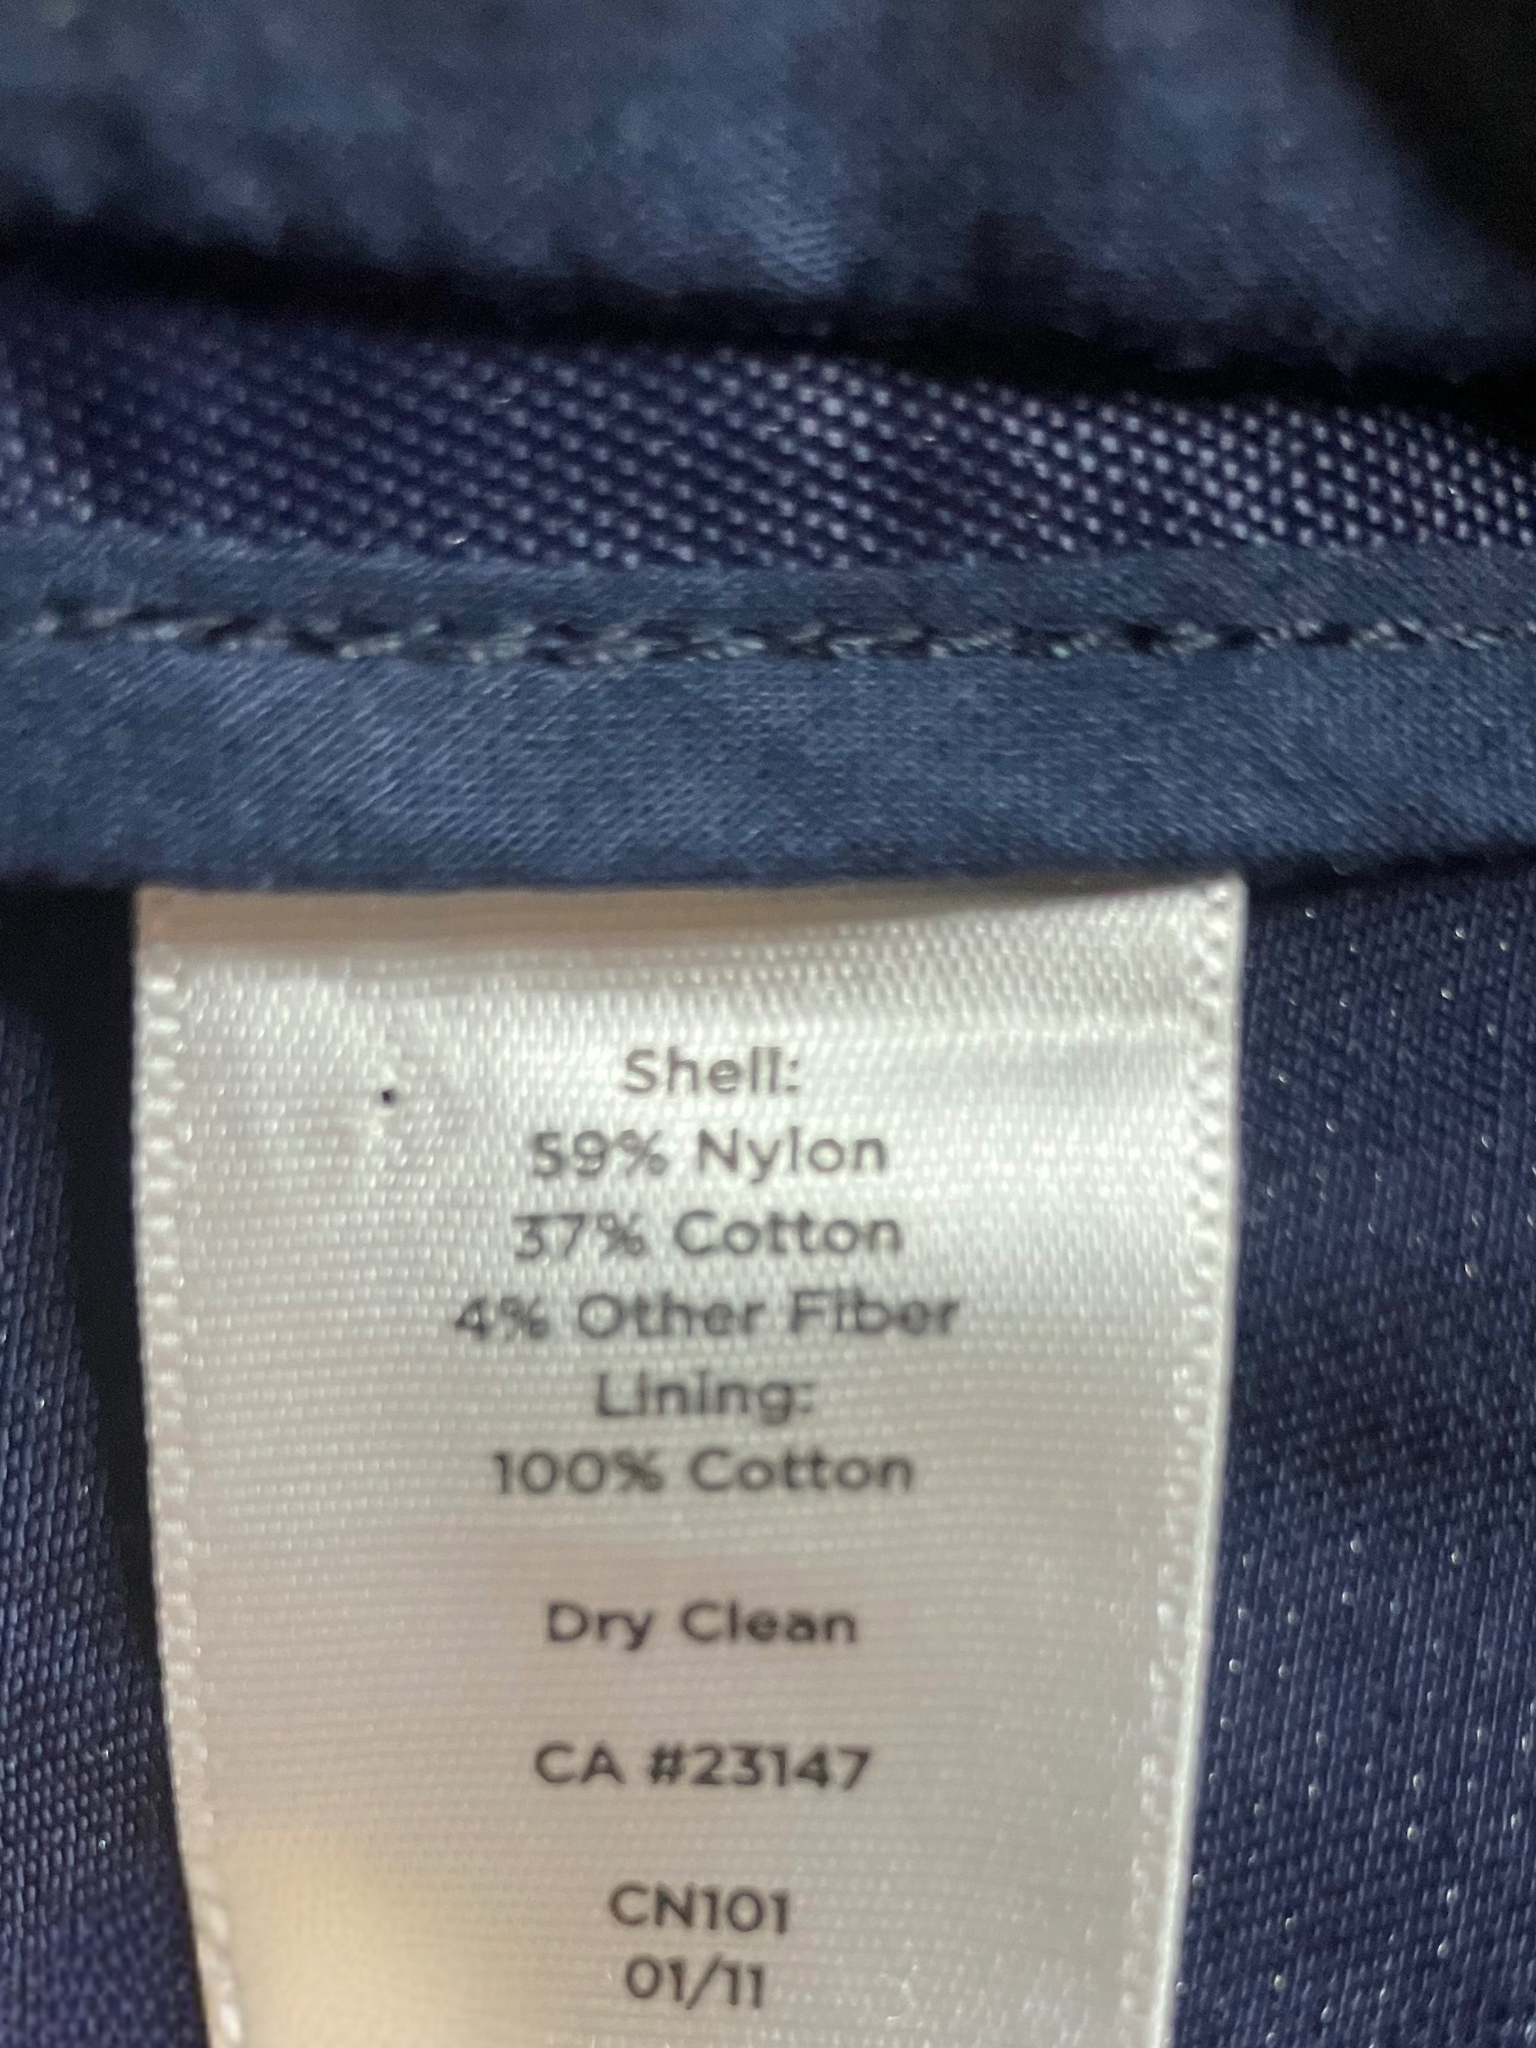 Shell:
59% Nylon
37% Cotton
4% Other Fiber
Lining:
100% Cotton
Dry Clean
CA #23147
CN101
01/11